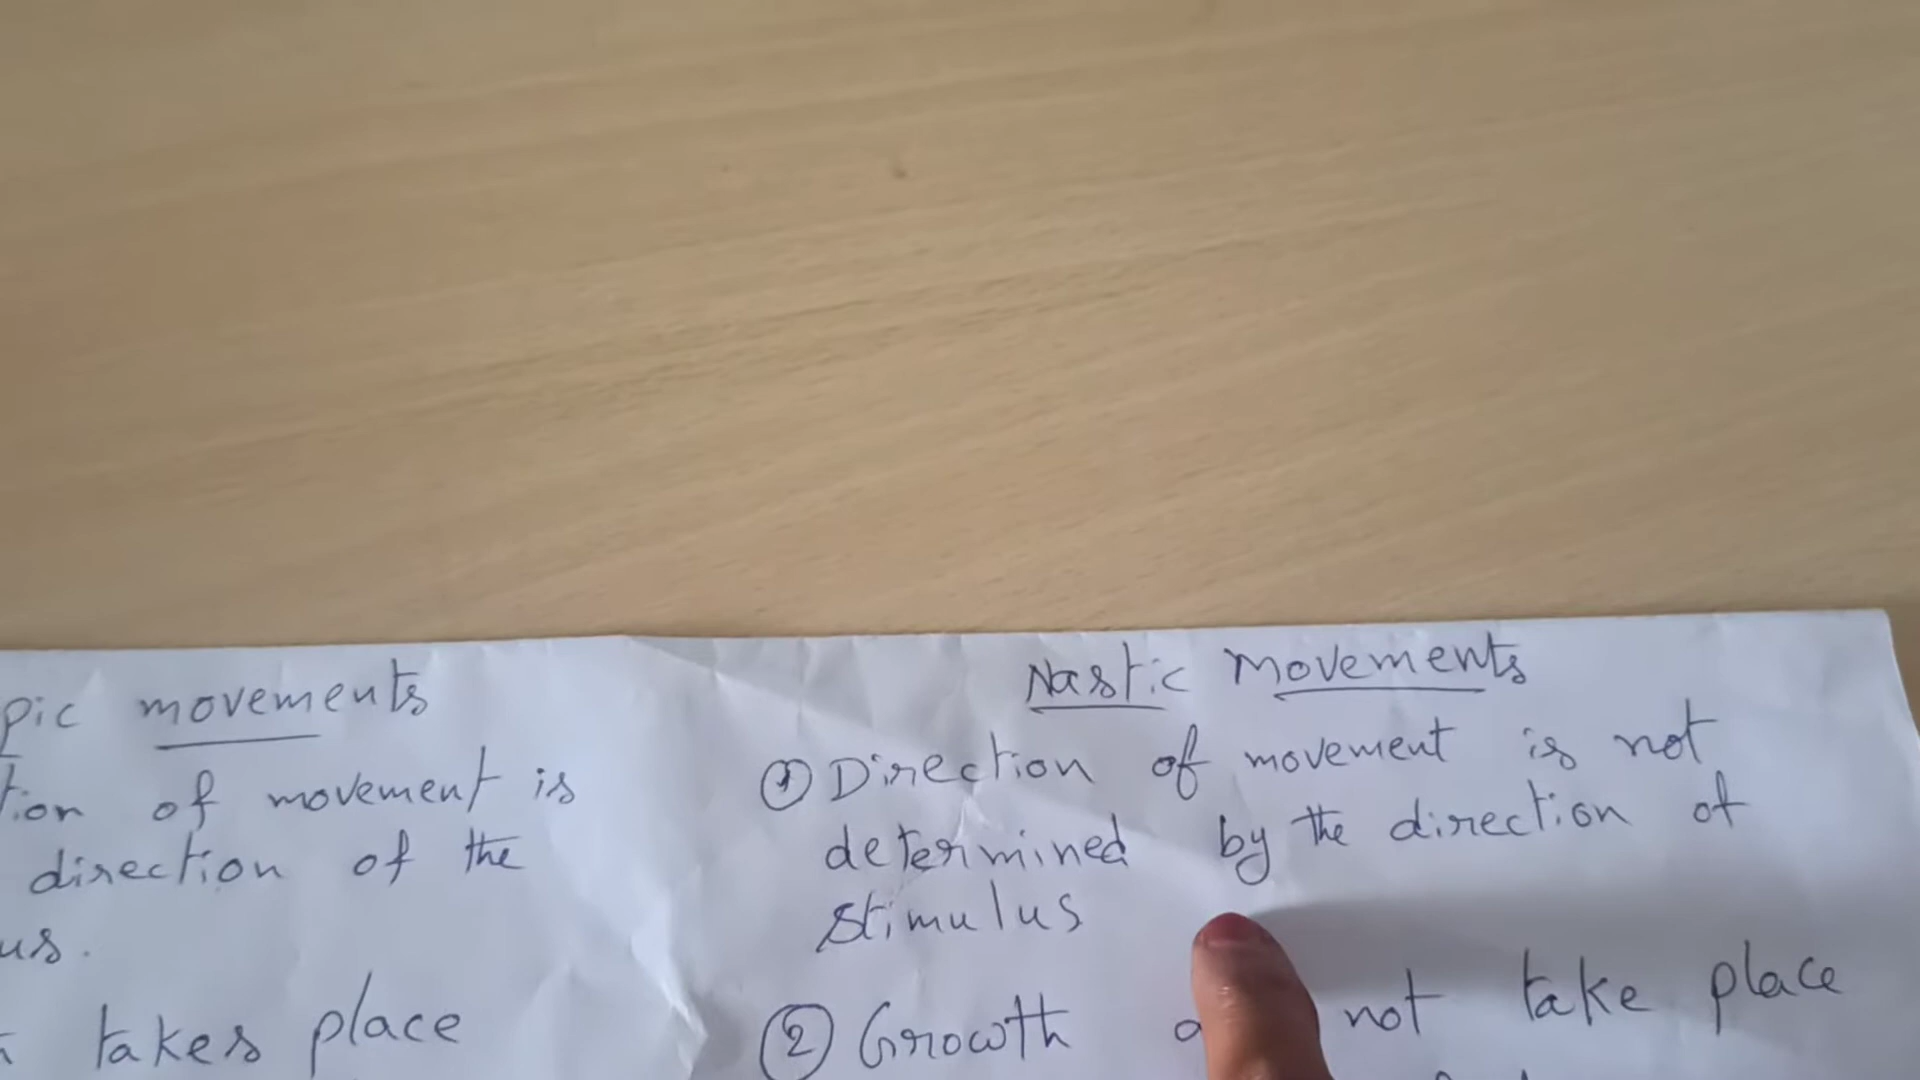 pic movements
tion of movement is
direction of the
us.
takes place
Nastic Movements
① Direction of movement is not
determined by the direction of
stimulus
② Growth not take place